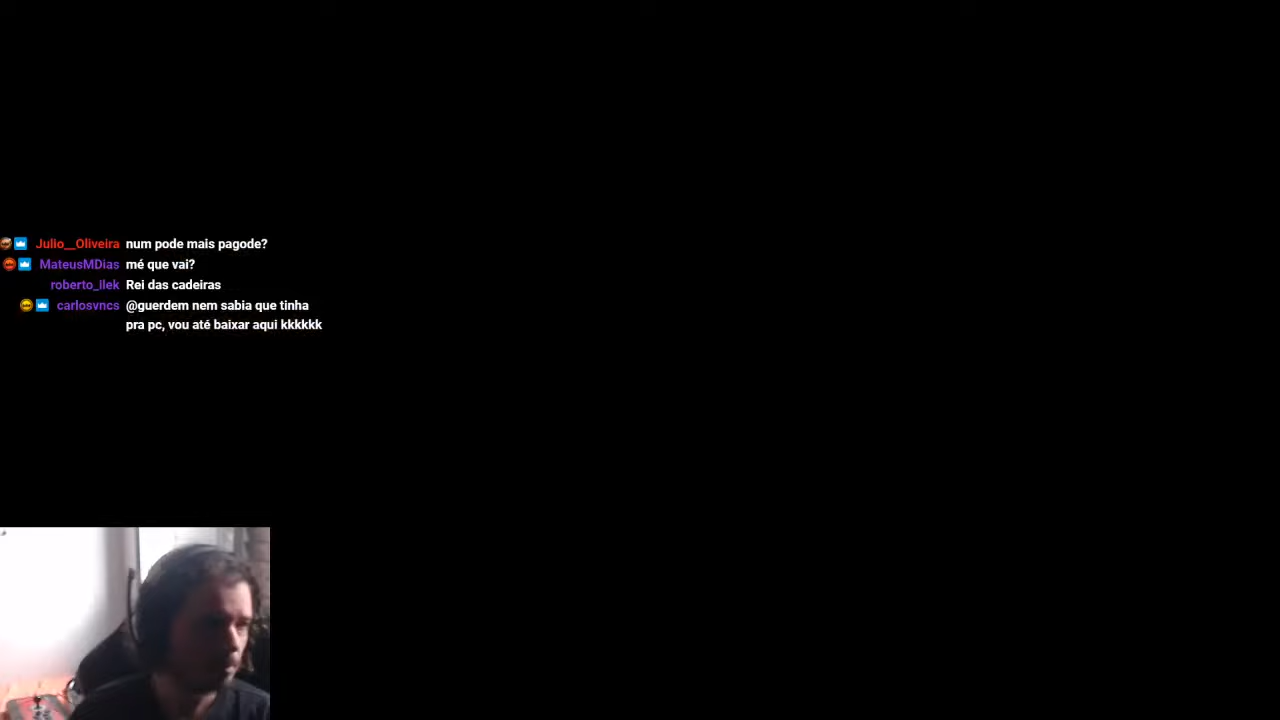 Julio__Oliveira num pode mais pagode?
MateusMDias mé que vai?
roberto_ilek Rei das cadeiras
carlosvncs @guerdem nem sabia que tinha
pra pc, vou até baixar aqui kkkkkk